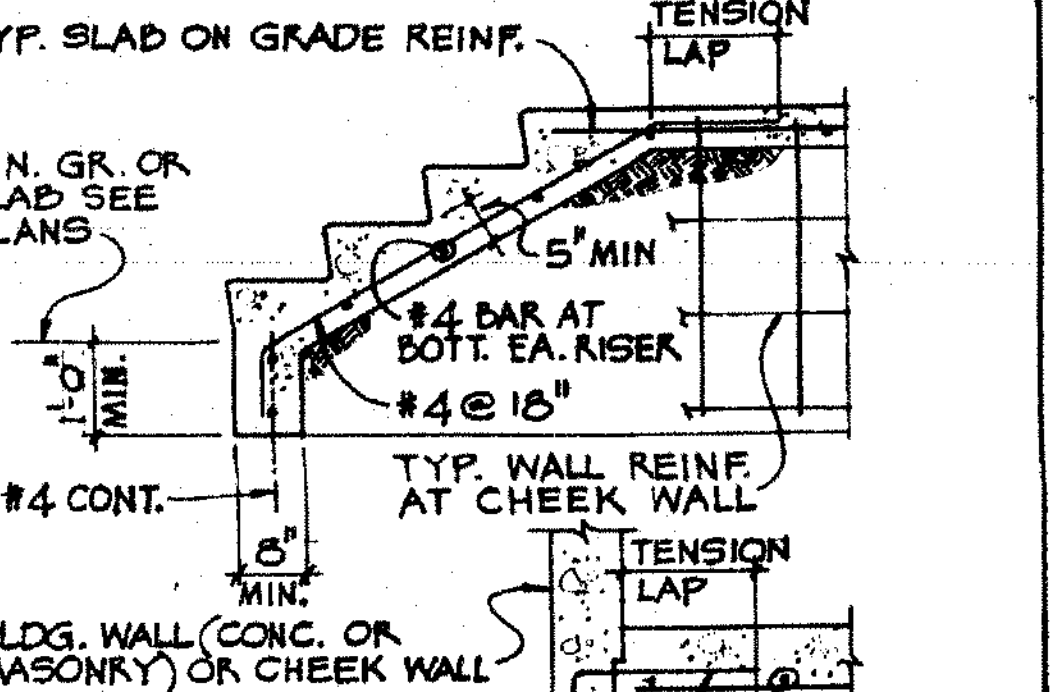 YP. SLAB ON GRADE REINF.
TENSION
LAP
N. GR. OR
LAB SEE
LANS
5" MIN
#4 BAR AT
BOTT. EA. RISER
1'-0"
MIN.
#4 @ 18"
TYP. WALL REINF.
AT CHEEK WALL
#4 CONT.
8"
MIN.
TENSION
LAP
LDG. WALL (CONC. OR
MASONRY) OR CHEEK WALL